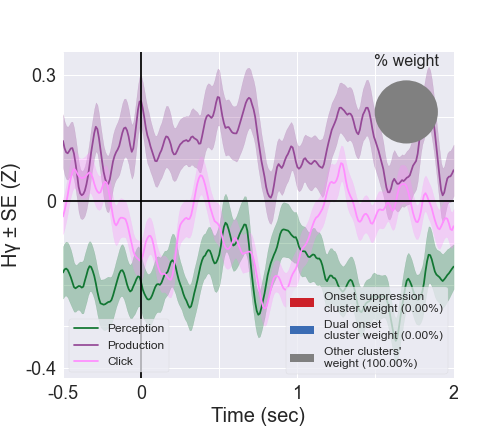 % weight
0.3
0
-0.4
Hγ ± SE (Z)
Perception
Production
Click
Onset suppression
cluster weight (0.00%)
Dual onset
cluster weight (0.00%)
Other clusters'
weight (100.00%)
-0.5
0
1
2
Time (sec)